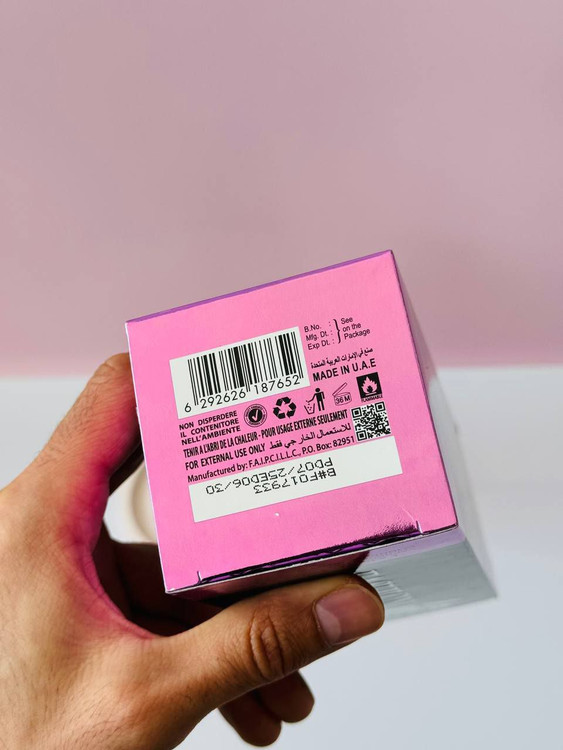 B.No. :
Mfg. Dt. :
Exp Dt. :
See
on the
Package
صنع في الإمارات العربية المتحدة
MADE IN U.A.E
6 292626 187652
NON DISPERDERE
IL CONTENITORE
NELL'AMBIENTE
36 M
TENIR A L'ABRI DE LA CHALEUR - POUR USAGE EXTERNE SEULEMENT
FOR EXTERNAL USE ONLY للاستعمال الخارجي فقط
Manufactured by: F.A.I.P.C.I.L.L.C., P.O. Box: 82951
B#F017933
PD07/25ED06/30